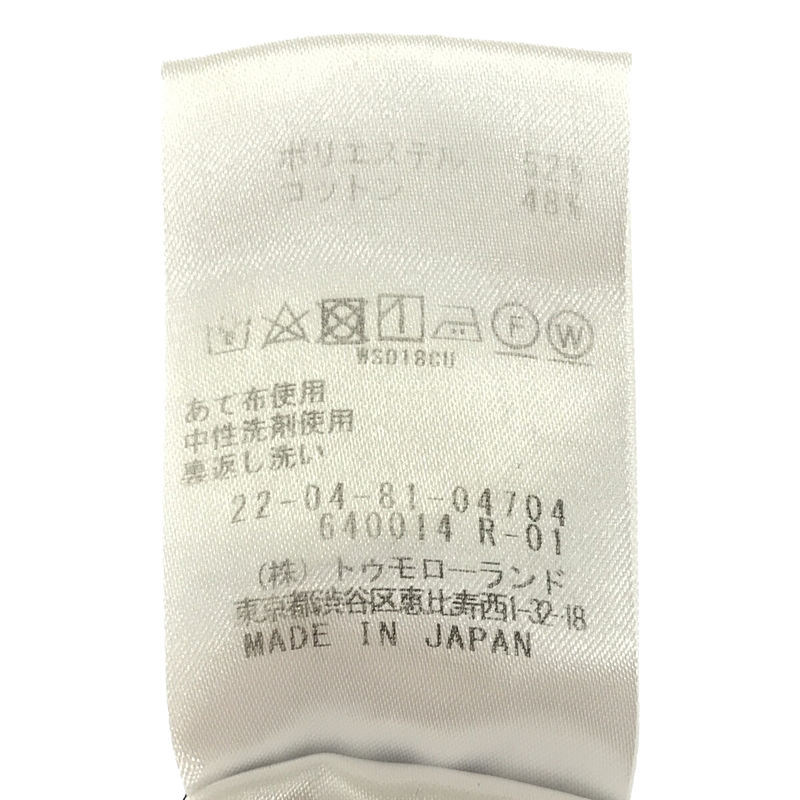 ポリエステル 52%
コットン 48%
F W
WS018CU
あて布使用
中性洗剤使用
裏返し洗い
22-04-81-04704
640014 R-01
(株) トゥモローランド
東京都渋谷区恵比寿西1-32-18
MADE IN JAPAN